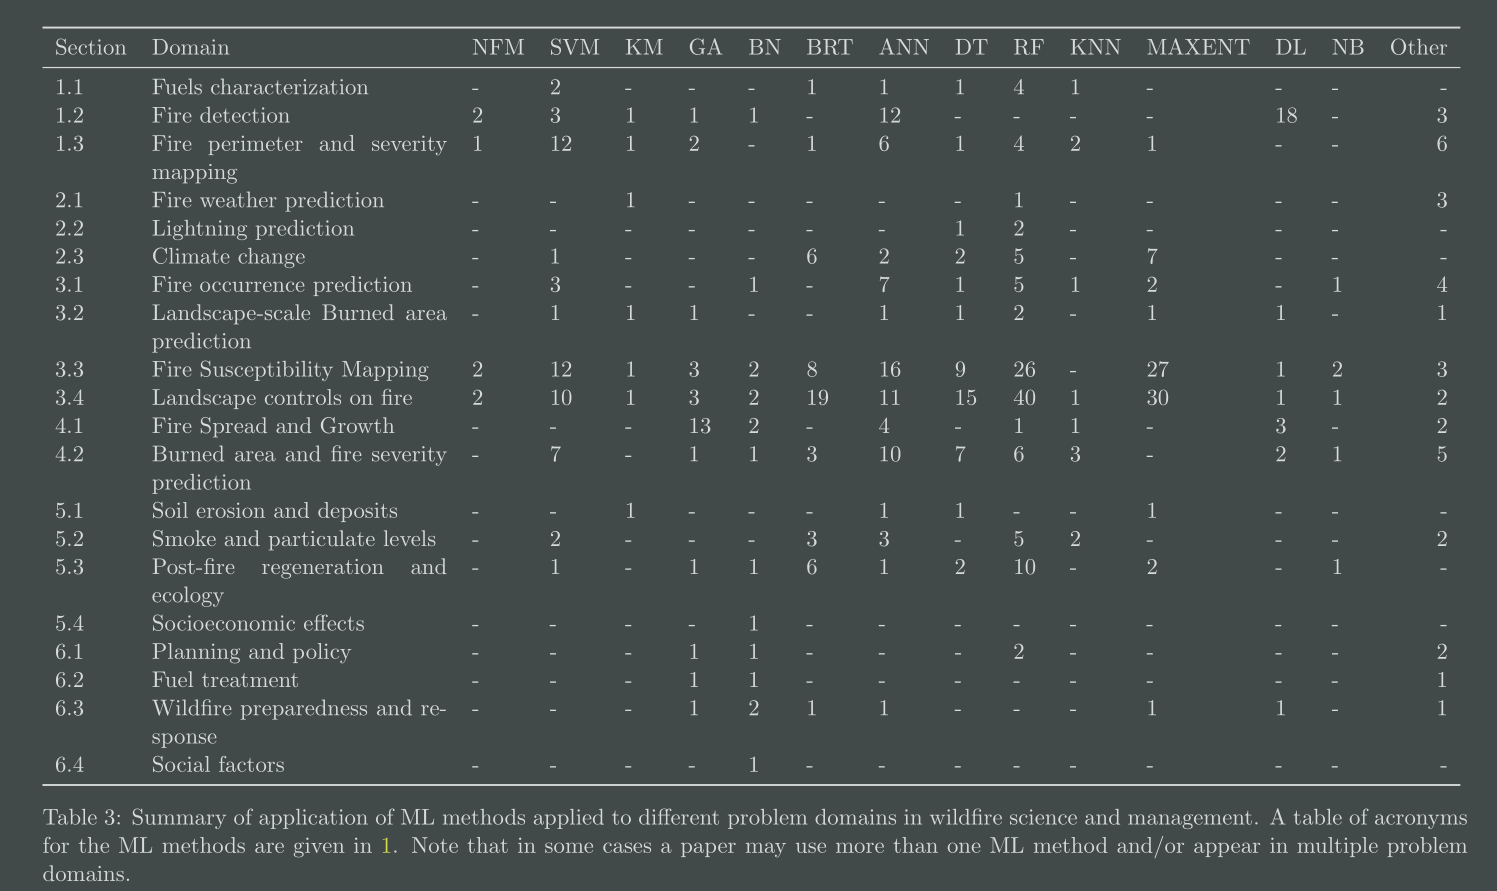 Section Domain NFM SVM KM GA BN BRT ANN DT RF KNN MAXENT DL NB Other
1.1 Fuels characterization - 2 - - - 1 1 1 4 1 - - - -
1.2 Fire detection 2 3 1 1 1 - 12 - - - - 18 - 3
1.3 Fire perimeter and severity 1 12 1 2 - 1 6 1 4 2 1 - - 6
mapping
2.1 Fire weather prediction - - 1 - - - - - 1 - - - - 3
2.2 Lightning prediction - - - - - - - 1 2 - - - - -
2.3 Climate change - 1 - - - 6 2 2 5 - 7 - - -
3.1 Fire occurrence prediction - 3 - - 1 - 7 1 5 1 2 - 1 4
3.2 Landscape-scale Burned area - 1 1 1 - - 1 1 2 - 1 1 - 1
prediction
3.3 Fire Susceptibility Mapping 2 12 1 3 2 8 16 9 26 - 27 1 2 3
3.4 Landscape controls on fire 2 10 1 3 2 19 11 15 40 1 30 1 1 2
4.1 Fire Spread and Growth - - - 13 2 - 4 - 1 1 - 3 - 2
4.2 Burned area and fire severity - 7 - 1 1 3 10 7 6 3 - 2 1 5
prediction
5.1 Soil erosion and deposits - - 1 - - - 1 1 - - 1 - - -
5.2 Smoke and particulate levels - 2 - - - 3 3 - 5 2 - - - 2
5.3 Post-fire regeneration and - 1 - 1 1 6 1 2 10 - 2 - 1 -
ecology
5.4 Socioeconomic effects - - - - 1 - - - - - - - - -
6.1 Planning and policy - - - 1 1 - - - 2 - - - - 2
6.2 Fuel treatment - - - 1 1 - - - - - - - - 1
6.3 Wildfire preparedness and re- - - - 1 2 1 1 - - - 1 1 - 1
sponse
6.4 Social factors - - - - 1 - - - - - - - - -
Table 3: Summary of application of ML methods applied to different problem domains in wildfire science and management. A table of acronyms
for the ML methods are given in 1. Note that in some cases a paper may use more than one ML method and/or appear in multiple problem
domains.